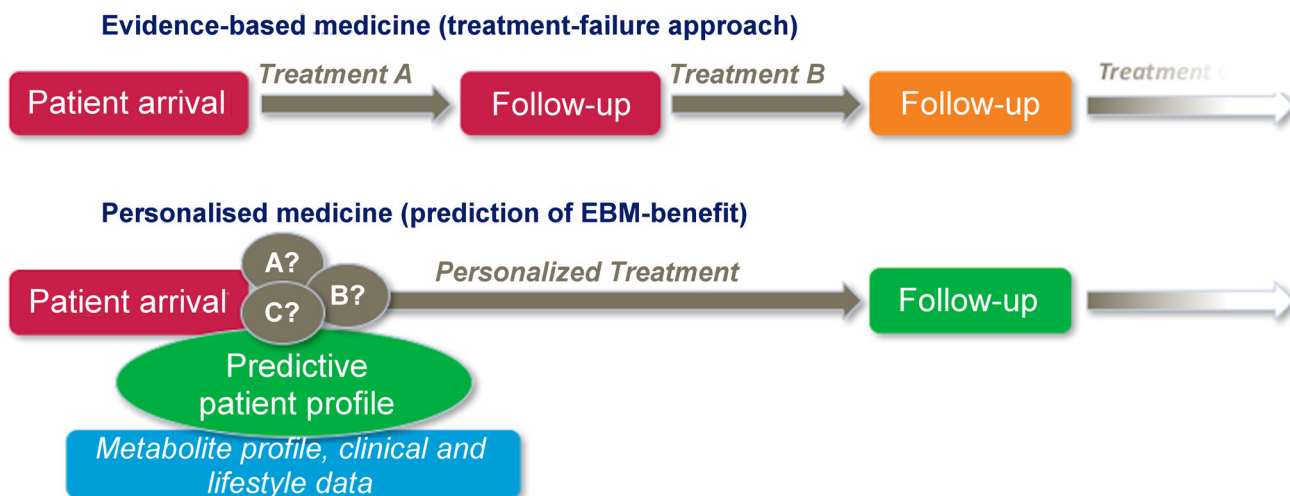 Evidence-based medicine (treatment-failure approach)
Treatment A
Treatment B
Treatment C
Patient arrival
Follow-up
Follow-up
Personalised medicine (prediction of EBM-benefit)
A?
B?
C?
Personalized Treatment
Patient arrival
Follow-up
Predictive
patient profile
Metabolite profile, clinical and
lifestyle data